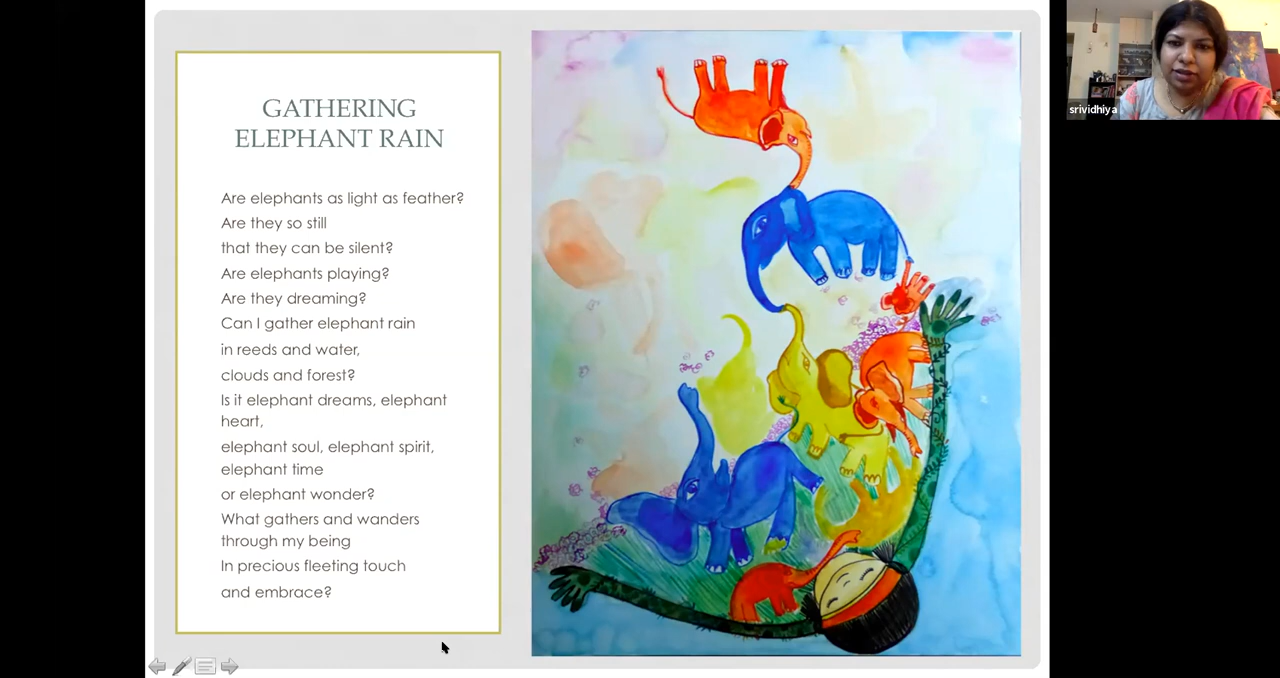 GATHERING
ELEPHANT RAIN
Are elephants as light as feather?
Are they so still
that they can be silent?
Are elephants playing?
Are they dreaming?
Can I gather elephant rain
in reeds and water,
clouds and forest?
Is it elephant dreams, elephant
heart,
elephant soul, elephant spirit,
elephant time
or elephant wonder?
What gathers and wanders
through my being
In precious fleeting touch
and embrace?
srividhiya